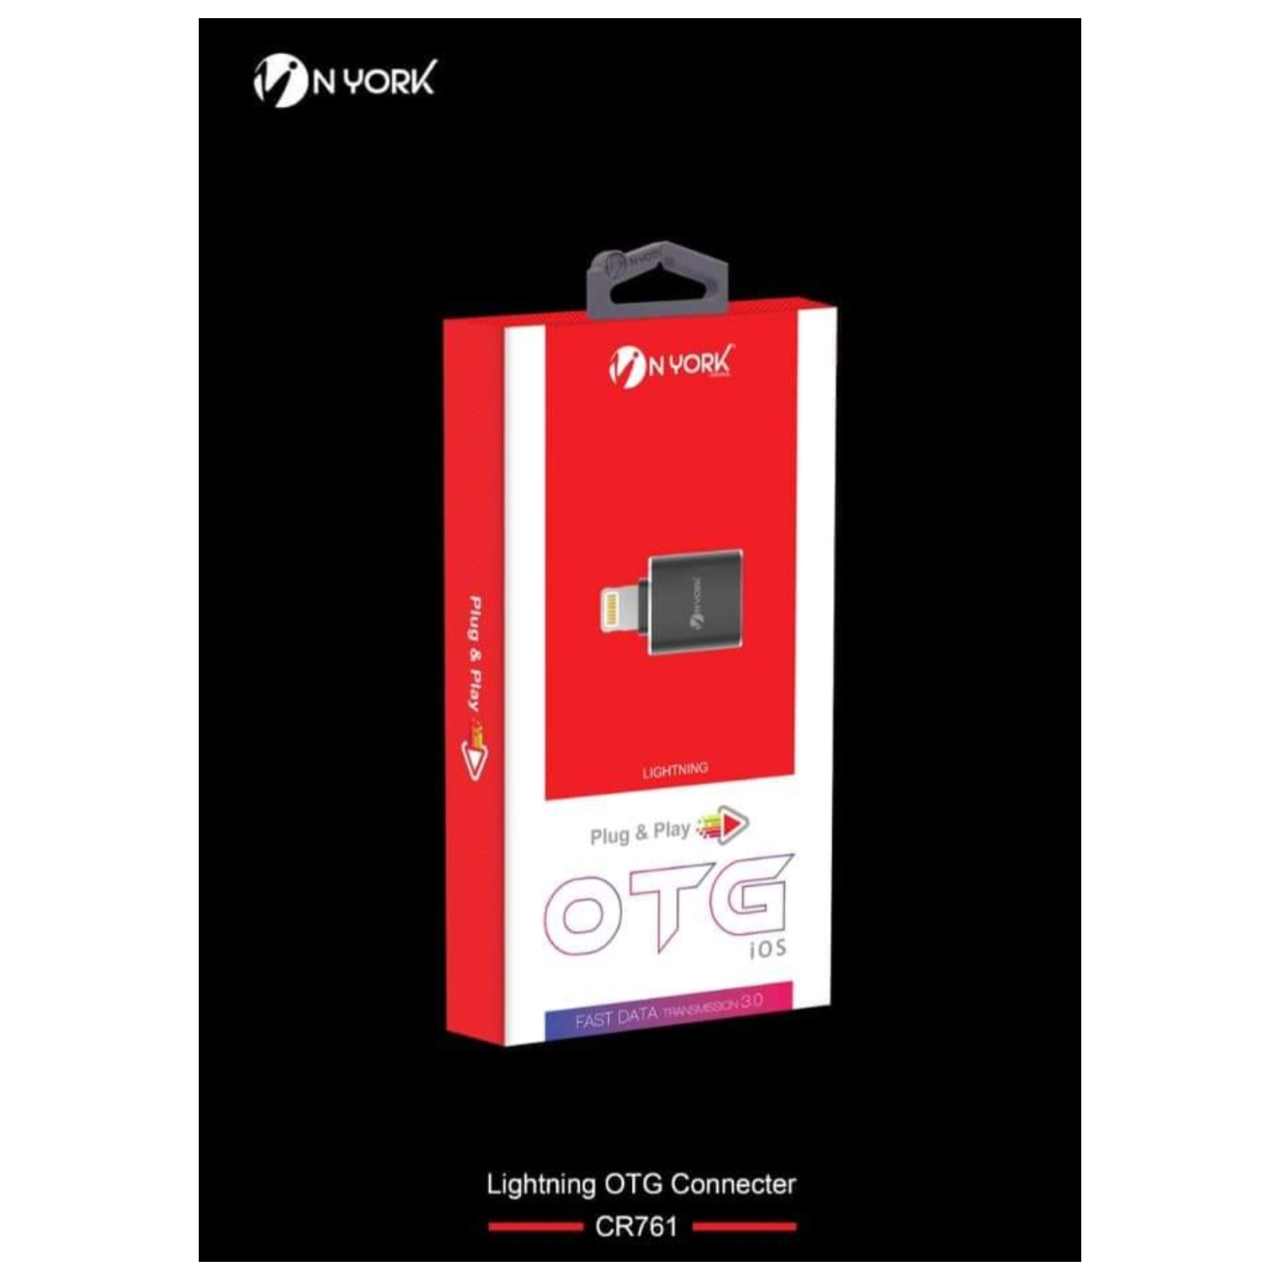 N YORK
N YORK
N YORK
N YORK
Plug & Play
LIGHTNING
Plug & Play
OTG
iOS
FAST DATA TRANSMISSION 3.0
Lightning OTG Connecter
CR761